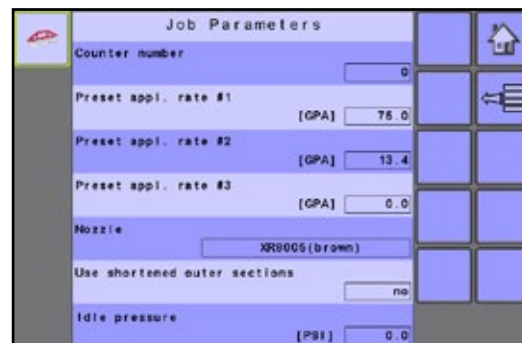 Job Parameters
Counter number
0
Preset appl. rate #1
[GPA] 75.0
Preset appl. rate #2
[GPA] 13.4
Preset appl. rate #3
[GPA] 0.0
Nozzle
XR8005(brown)
Use shortened outer sections
no
Idle pressure
[PSI] 0.0